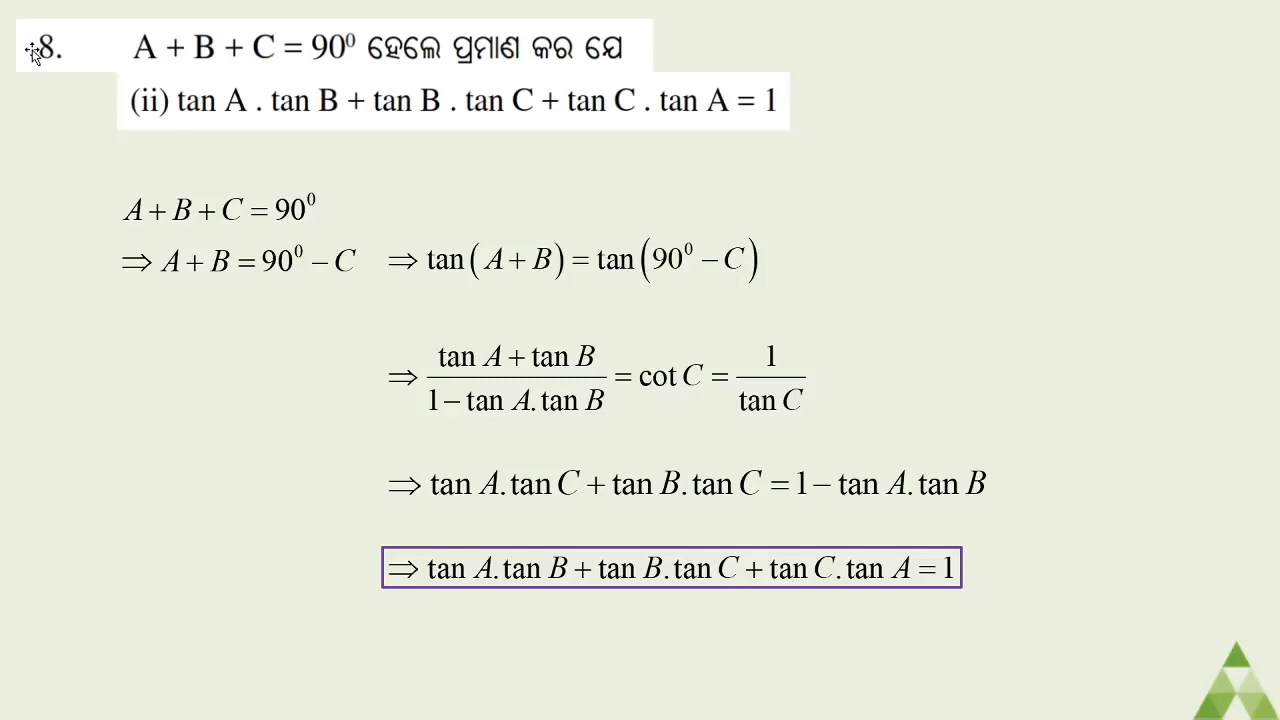 8. A + B + C = 90⁰ ହେଲେ ପ୍ରମାଣ କର ଯେ
(ii) tan A . tan B + tan B . tan C + tan C . tan A = 1
A + B + C = 90⁰
⇒ A + B = 90⁰ − C ⇒ tan(A + B) = tan(90⁰ − C)
⇒ (tan A + tan B)/(1 − tan A.tan B) = cot C = 1/tan C
⇒ tan A.tan C + tan B.tan C = 1 − tan A.tan B
⇒ tan A.tan B + tan B.tan C + tan C.tan A = 1